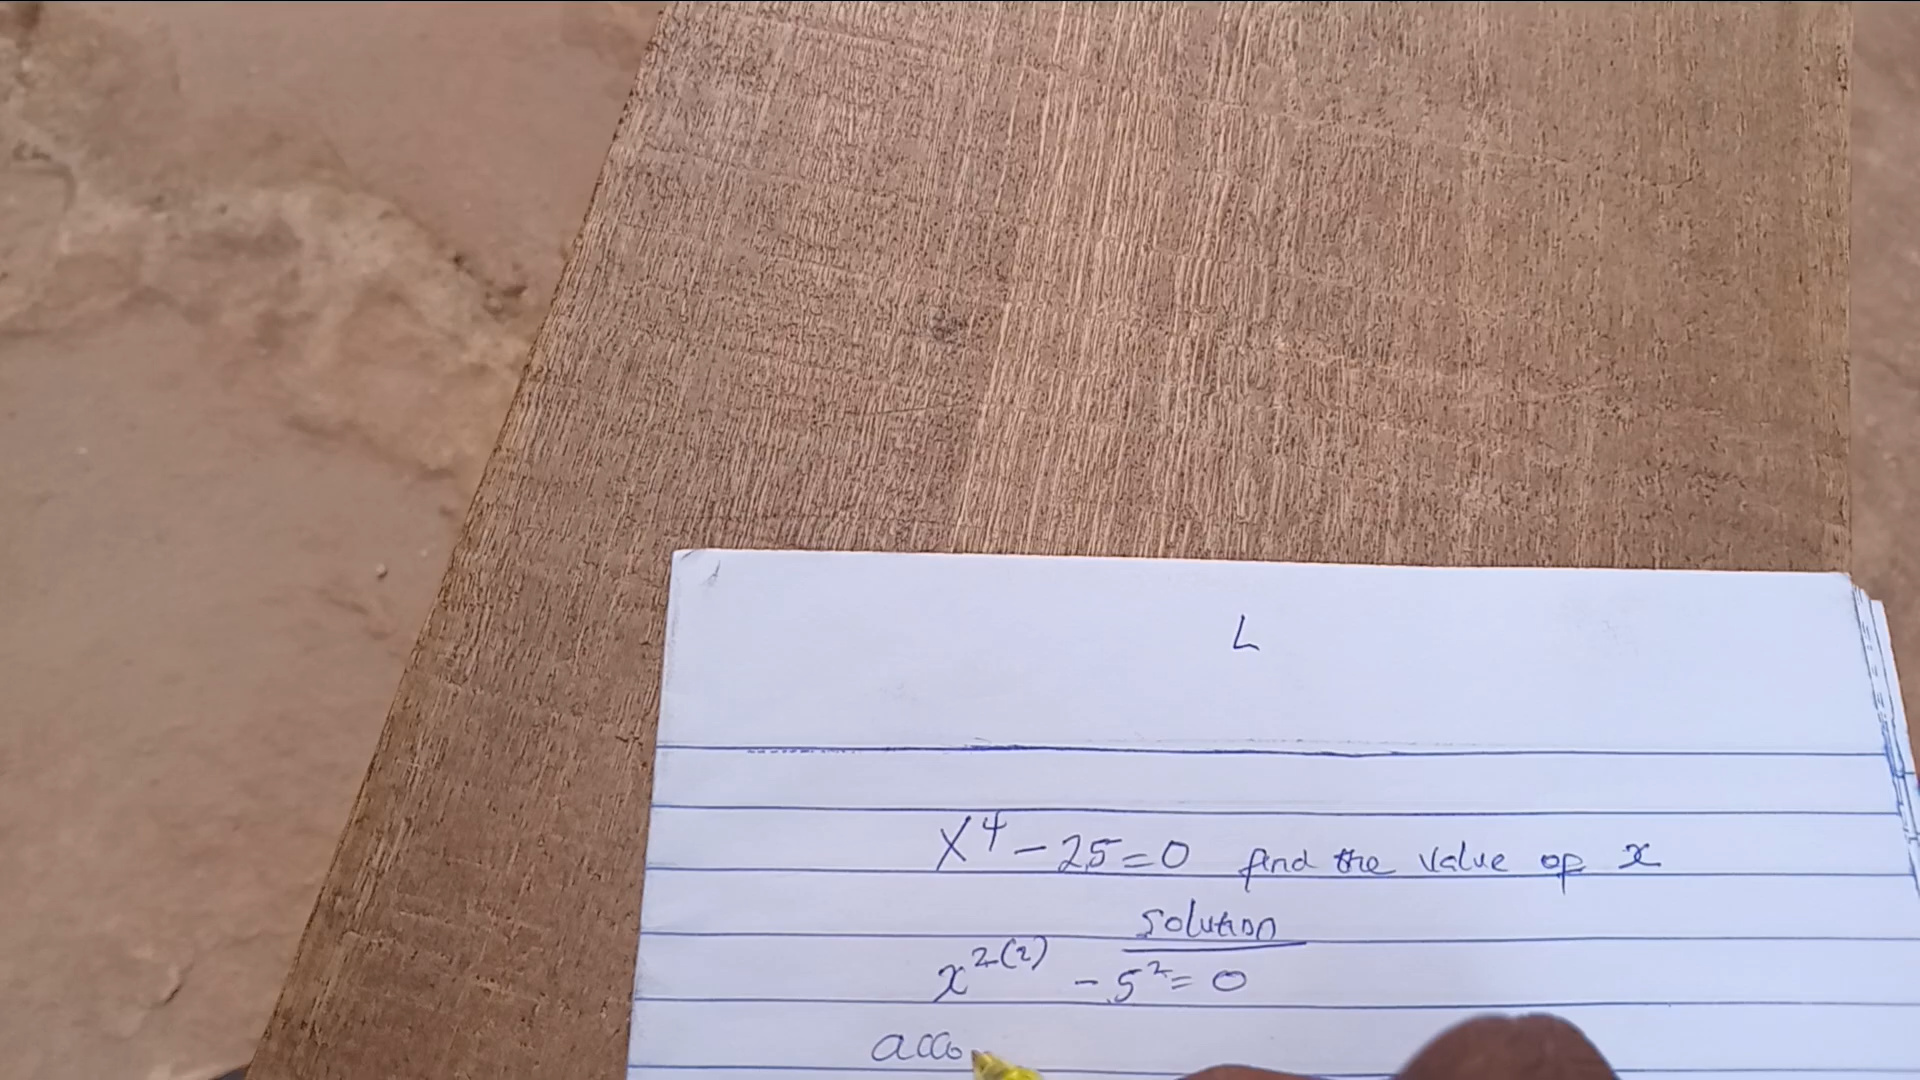 L
X⁴ - 25 = 0 find the value of x
Solution
x²⁽²⁾ - 5² = 0
acco